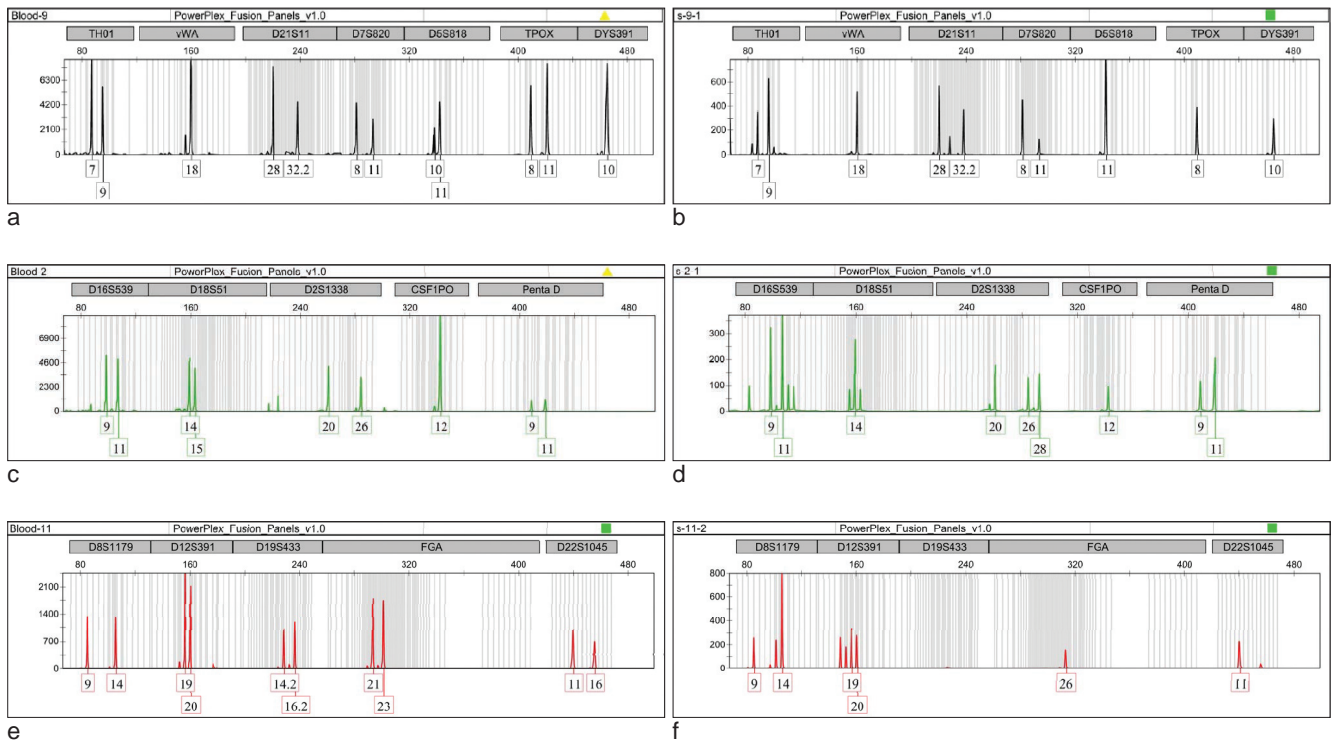 Blood-9 PowerPlex_Fusion_Panels_v1.0
TH01 vWA D21S11 D7S820 D5S818 TPOX DYS391
80 160 240 320 400 480
6300
4200
2100
0
7 18 28 32.2 8 11 10 8 11 10
9 11
a
s-9-1 PowerPlex_Fusion_Panels_v1.0
TH01 vWA D21S11 D7S820 D5S818 TPOX DYS391
80 160 240 320 400 480
600
400
200
0
7 18 28 32.2 8 11 11 8 10
9
b
Blood 2 PowerPlex_Fusion_Panels_v1.0
D16S539 D18S51 D2S1338 CSF1PO Penta D
80 160 240 320 400 480
6900
4600
2300
0
9 14 20 26 12 9
11 15 11
c
s 2 1 PowerPlex_Fusion_Panels_v1.0
D16S539 D18S51 D2S1338 CSF1PO Penta D
80 160 240 320 400 480
300
200
100
0
9 14 20 26 12 9
11 28 11
d
Blood-11 PowerPlex_Fusion_Panels_v1.0
D8S1179 D12S391 D19S433 FGA D22S1045
80 160 240 320 400 480
2100
1400
700
0
9 14 19 14.2 21 11 16
20 16.2 23
e
s-11-2 PowerPlex_Fusion_Panels_v1.0
D8S1179 D12S391 D19S433 FGA D22S1045
80 160 240 320 400 480
800
600
400
200
0
9 14 19 26 11
20
f